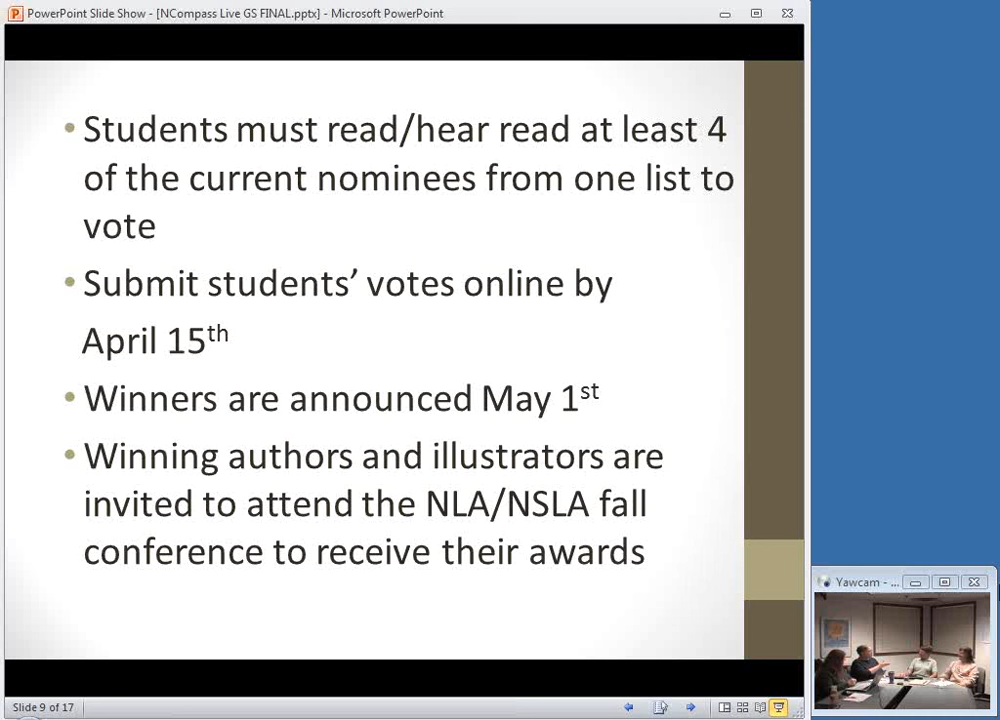 PowerPoint Slide Show - [NCompass Live GS FINAL.pptx] - Microsoft PowerPoint
• Students must read/hear read at least 4
of the current nominees from one list to
vote
• Submit students’ votes online by
April 15th
• Winners are announced May 1st
• Winning authors and illustrators are
invited to attend the NLA/NSLA fall
conference to receive their awards
Yawcam - ...
Slide 9 of 17